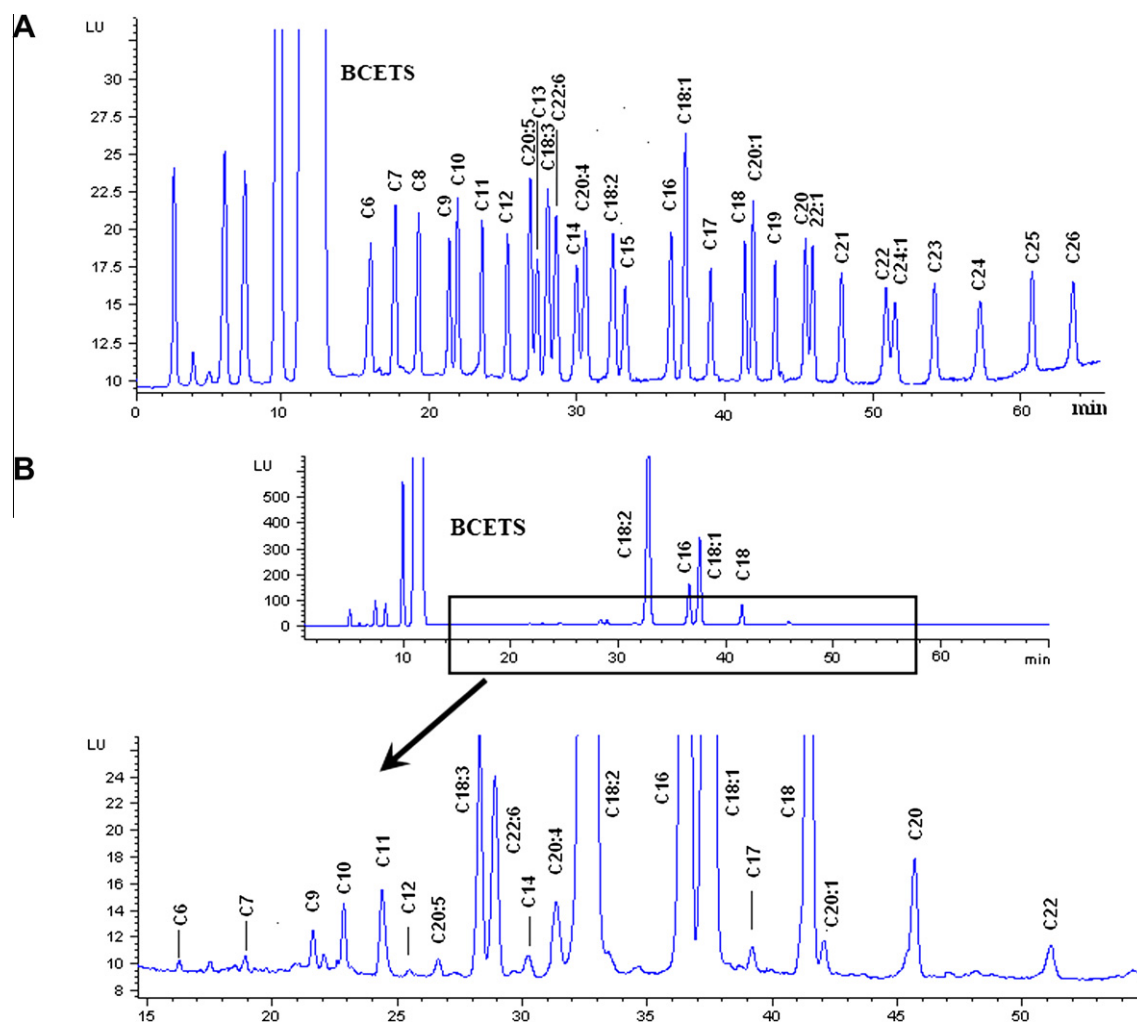 A
LU
BCETS
30
27.5
25
22.5
20
17.5
15
12.5
10
C6
C7
C8
C9
C10
C11
C12
C20:5
C13
C18:3
C22:6
C14
C20:4
C18:2
C15
C16
C18:1
C17
C18
C20:1
C19
C20
22:1
C21
C22
C24:1
C23
C24
C25
C26
0 10 20 30 40 50 60 min
B
LU
BCETS
500
400
300
200
100
0
C18:2
C16
C18:1
C18
10 20 30 40 50 60 min
LU
24
22
20
18
16
14
12
10
8
C6
C7
C9
C10
C11
C12
C20:5
C18:3
C22:6
C14
C20:4
C18:2
C16
C18:1
C17
C18
C20:1
C20
C22
15 20 25 30 35 40 45 50